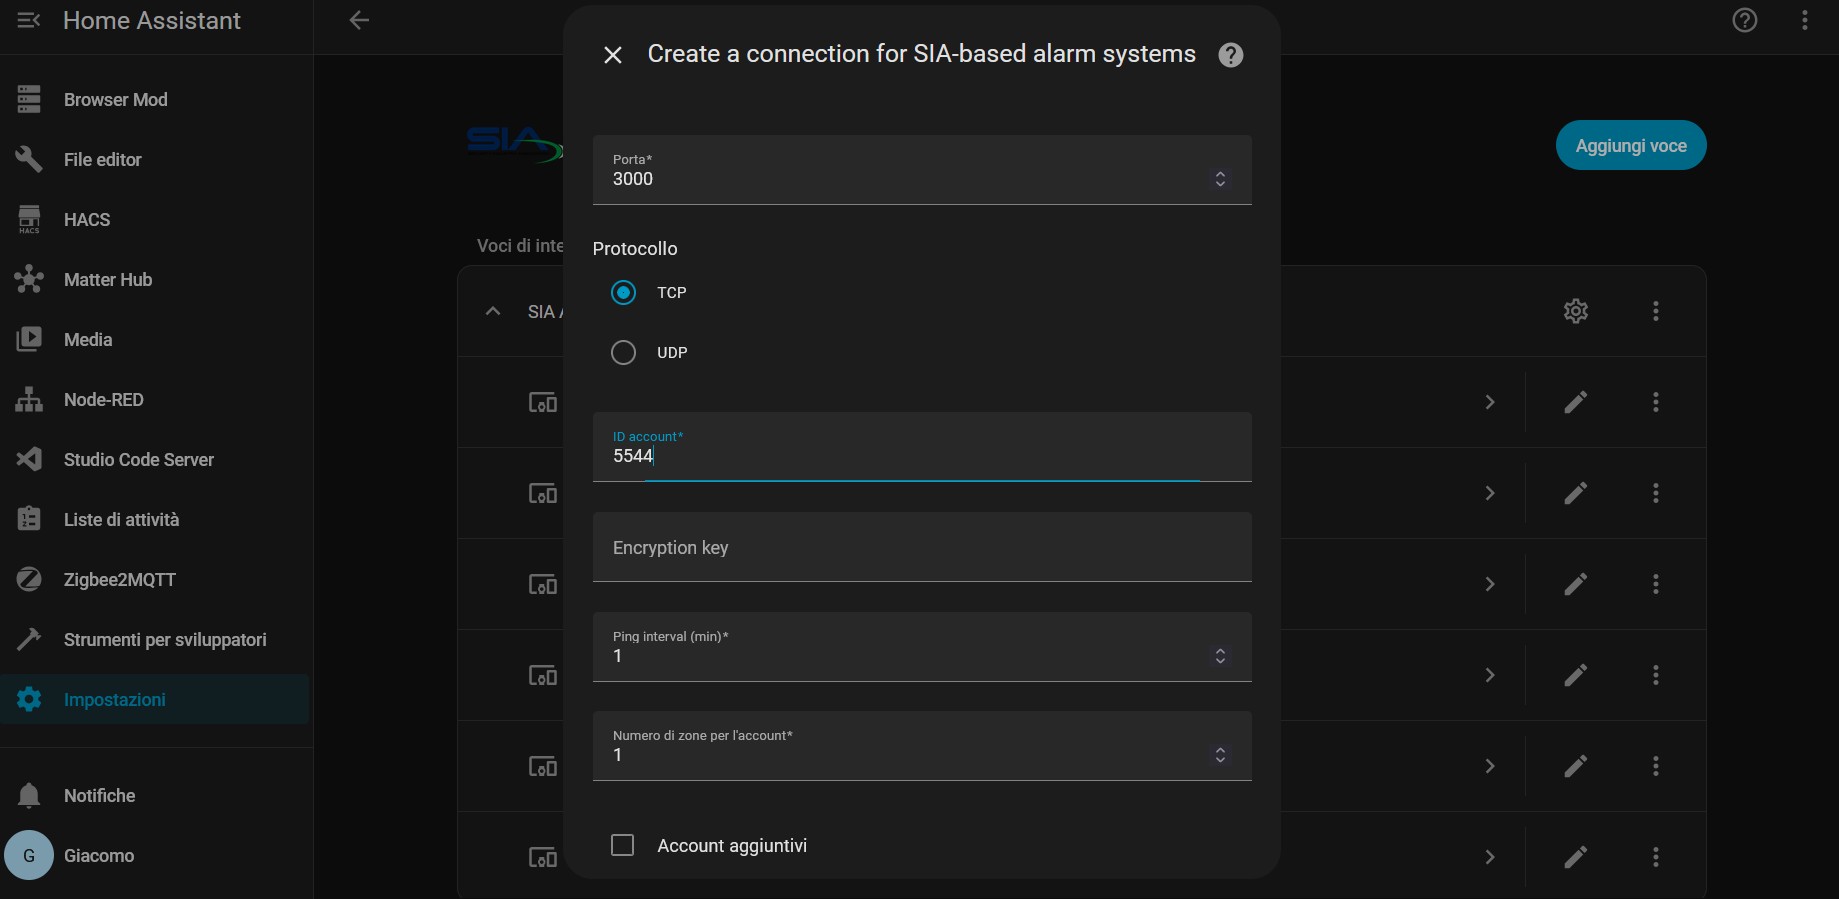 Home Assistant
Browser Mod
File editor
HACS
HACS
Matter Hub
Media
Node-RED
Studio Code Server
Liste di attività
Zigbee2MQTT
Strumenti per sviluppatori
Impostazioni
Notifiche
G
Giacomo
SIA
Aggiungi voce
Voci di inte
SIA A
Create a connection for SIA-based alarm systems
Porta*
3000
Protocollo
TCP
UDP
ID account*
5544
Encryption key
Ping interval (min)*
1
Numero di zone per l'account*
1
Account aggiuntivi